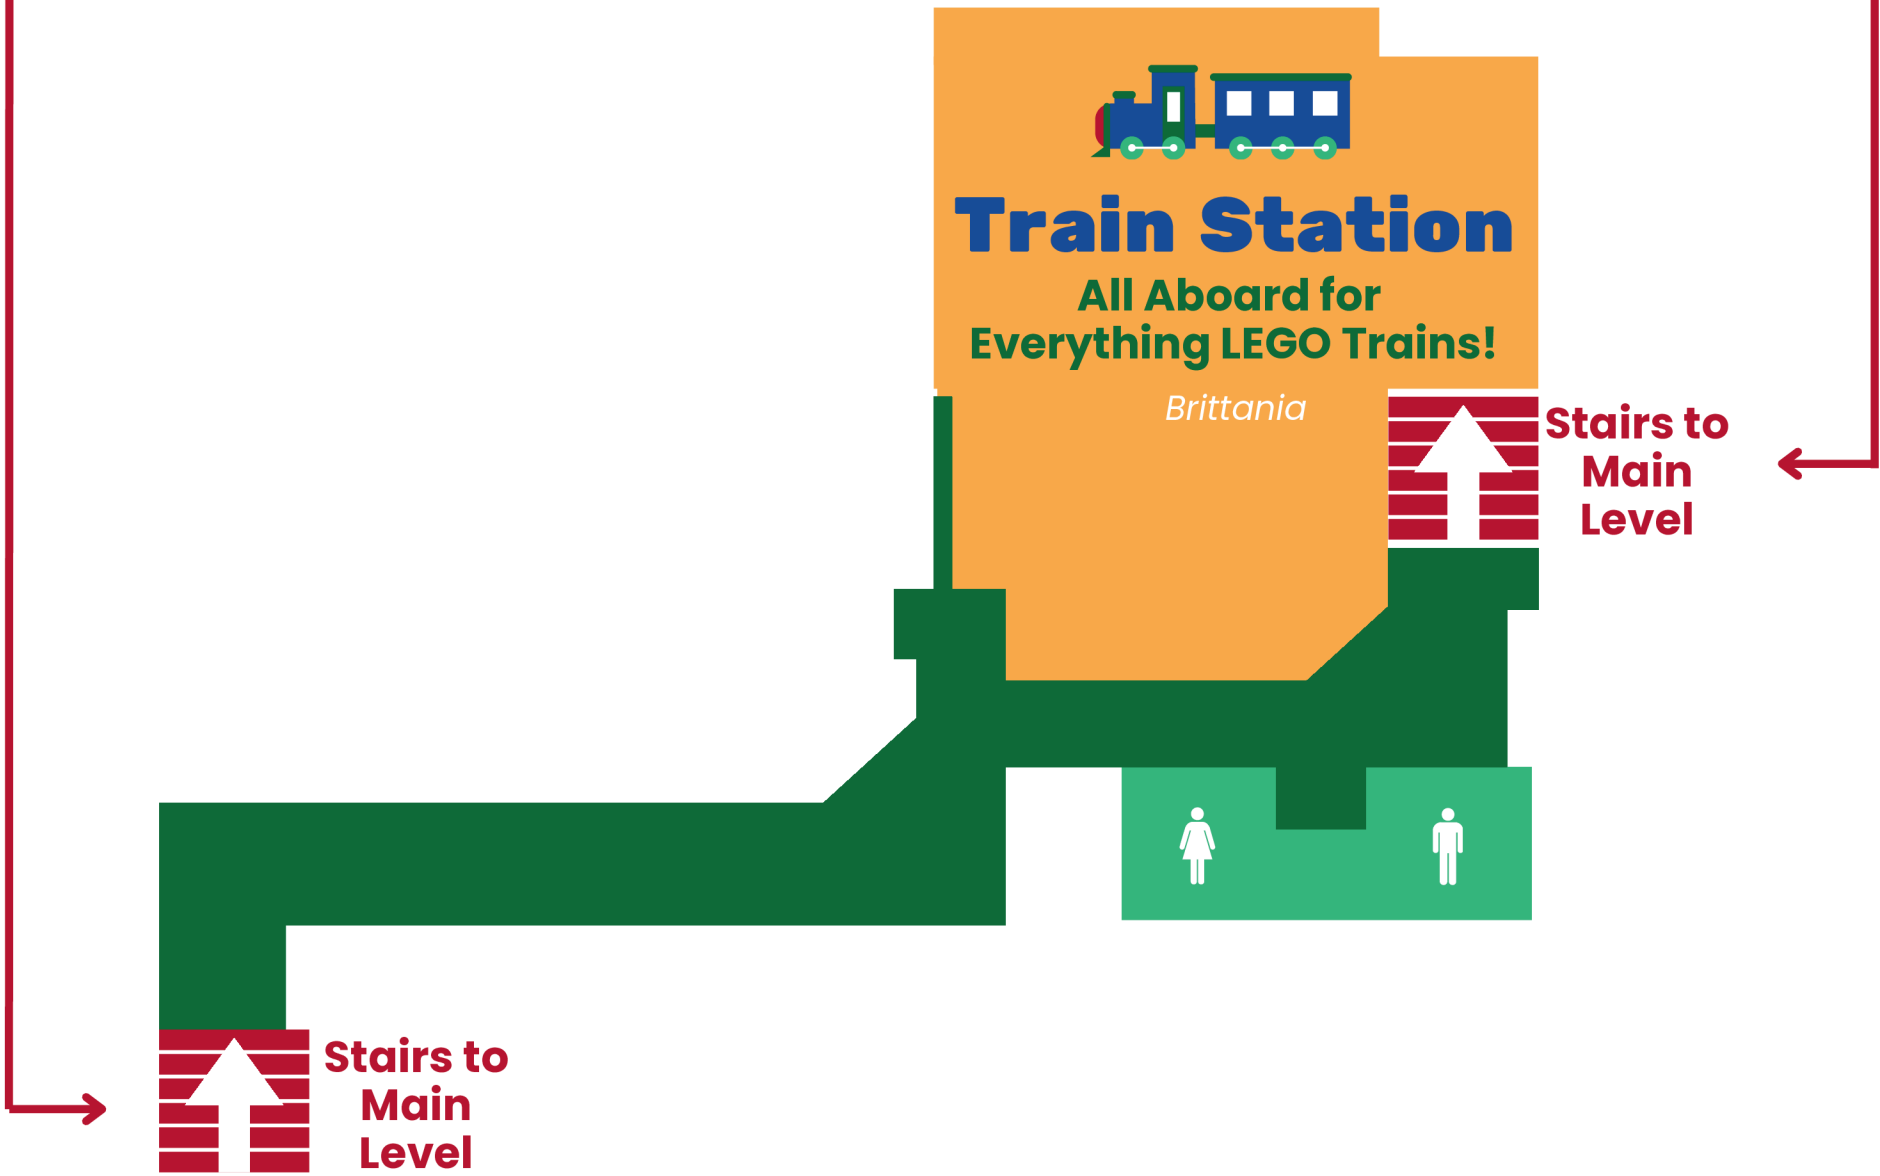 Train Station
All Aboard for
Everything LEGO Trains!
Brittania
Stairs to
Main
Level
Stairs to
Main
Level